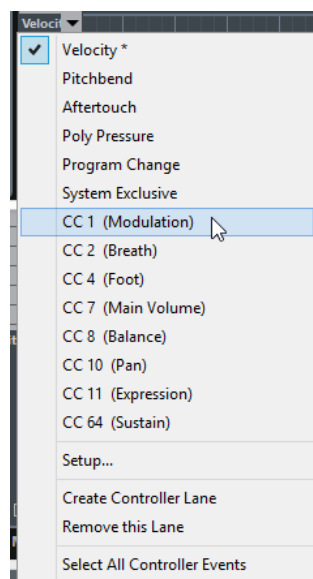 Velocit
Velocity *
Pitchbend
Aftertouch
Poly Pressure
Program Change
System Exclusive
CC 1 (Modulation)
CC 2 (Breath)
CC 4 (Foot)
CC 7 (Main Volume)
CC 8 (Balance)
CC 10 (Pan)
CC 11 (Expression)
CC 64 (Sustain)
Setup...
Create Controller Lane
Remove this Lane
Select All Controller Events